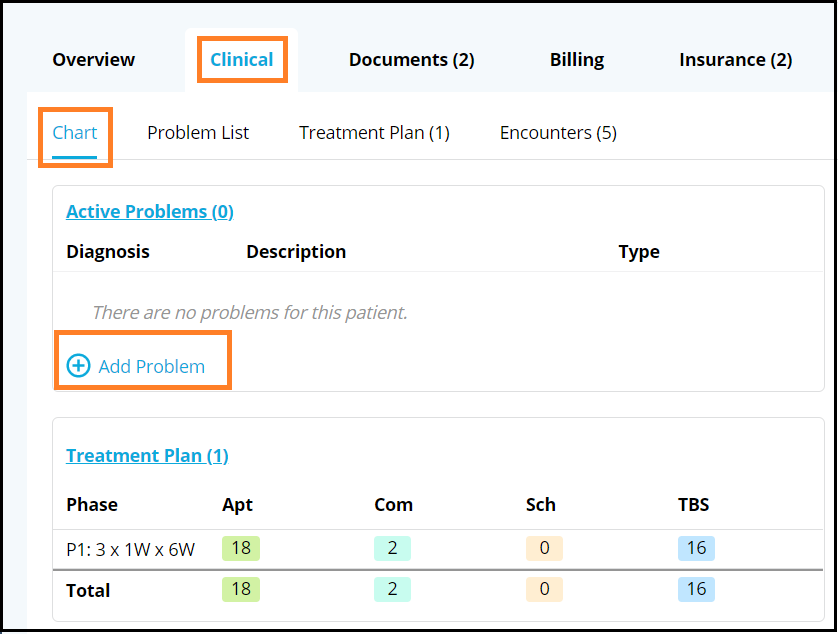 Overview Clinical Documents (2) Billing Insurance (2)
Chart Problem List Treatment Plan (1) Encounters (5)
Active Problems (0)
Diagnosis Description Type
There are no problems for this patient.
Add Problem
Treatment Plan (1)
Phase Apt Com Sch TBS
P1: 3 x 1W x 6W 18 2 0 16
Total 18 2 0 16